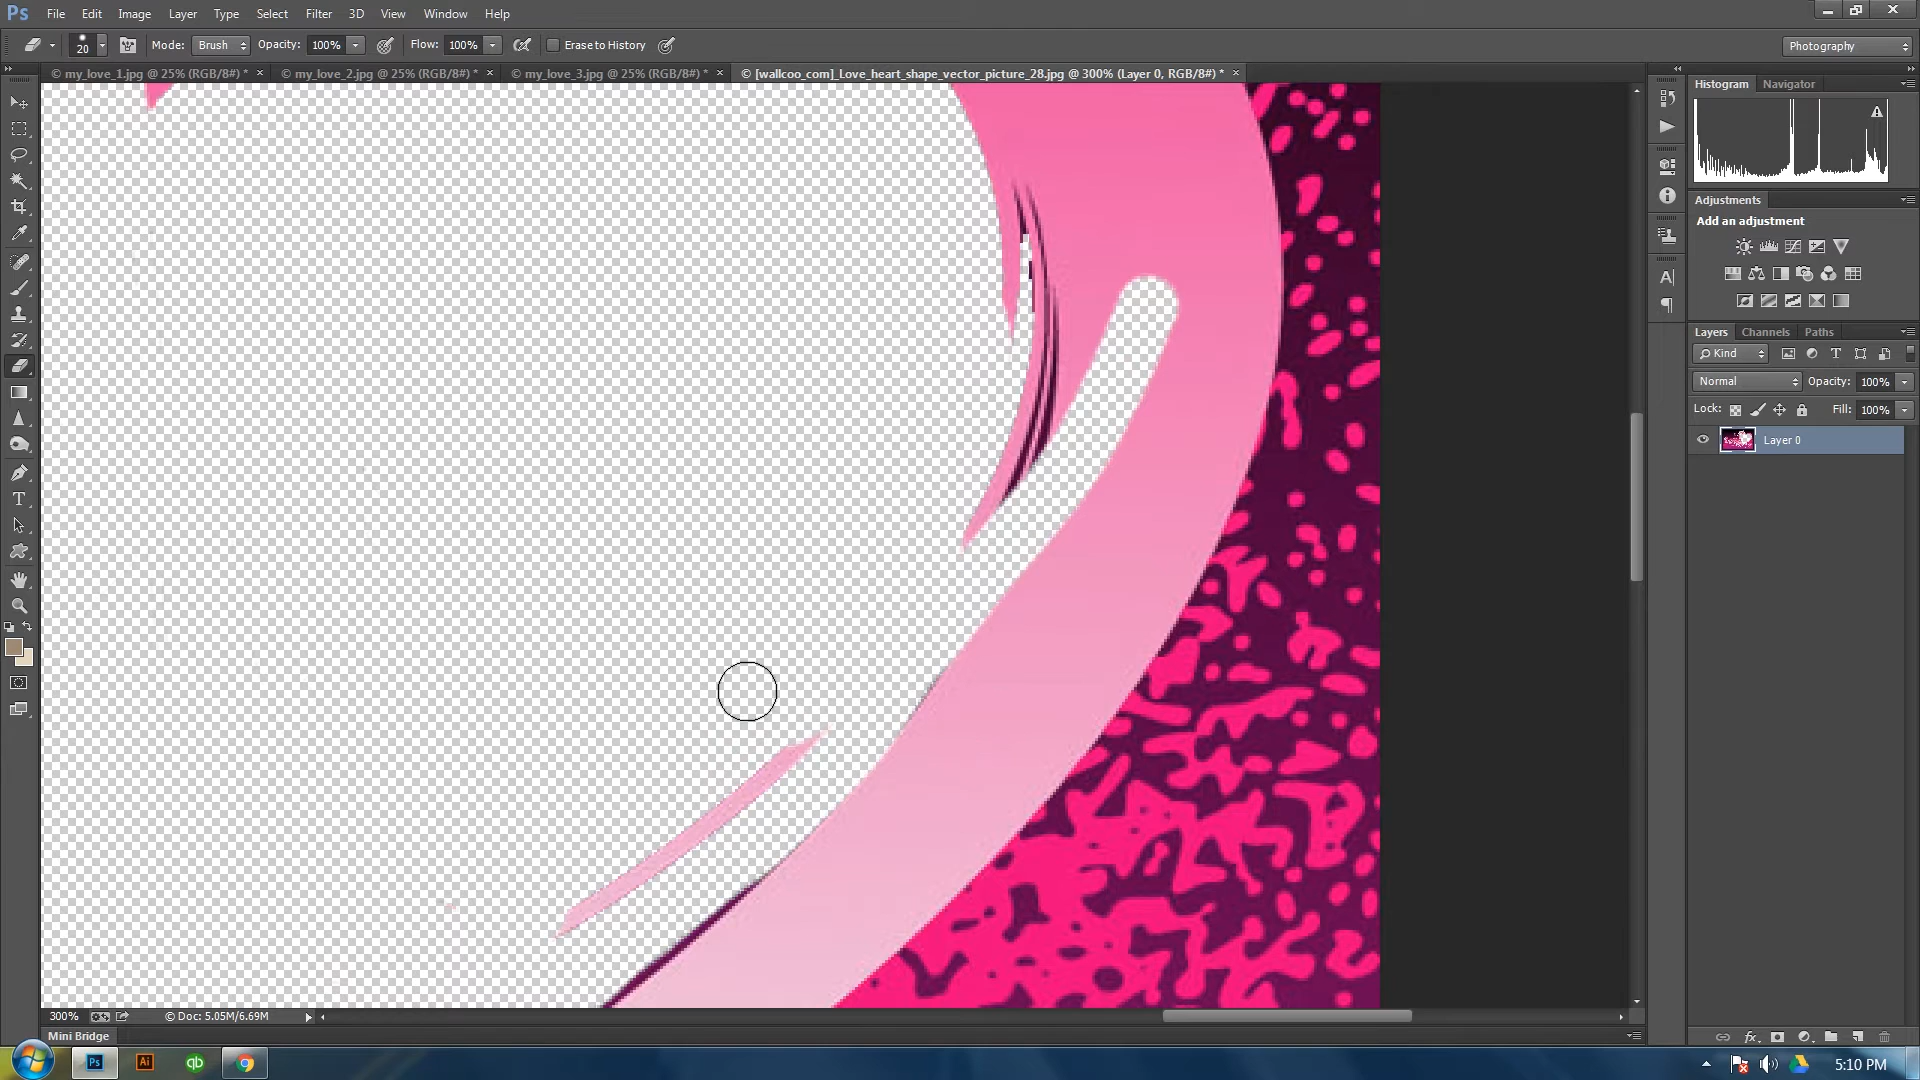 Ps File Edit Image Layer Type Select Filter 3D View Window Help
20 Mode: Brush Opacity: 100% Flow: 100% Erase to History Photography
© my_love_1.jpg @ 25% (RGB/8#) * × © my_love_2.jpg @ 25% (RGB/8#) * × © my_love_3.jpg @ 25% (RGB/8#) * × © [wallcoo_com]_Love_heart_shape_vector_picture_28.jpg @ 300% (Layer 0, RGB/8#) * ×
Histogram Navigator
Adjustments
Add an adjustment
Layers Channels Paths
Kind
Normal Opacity: 100%
Lock: Fill: 100%
Layer 0
300% © Doc: 5.05M/6.69M
Mini Bridge
Ps Ai qb 5:10 PM